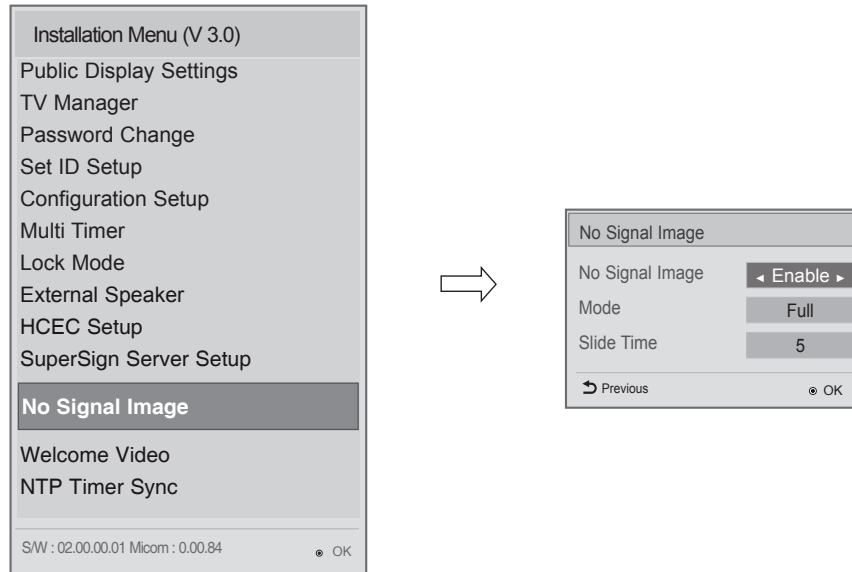 Installation Menu (V 3.0)
Public Display Settings
TV Manager
Password Change
Set ID Setup
Configuration Setup
Multi Timer
Lock Mode
External Speaker
HCEC Setup
SuperSign Server Setup
No Signal Image
Welcome Video
NTP Timer Sync
S/W : 02.00.00.01 Micom : 0.00.84 ◉ OK
No Signal Image
No Signal Image ◂ Enable ▸
Mode Full
Slide Time 5
⮌ Previous ◉ OK